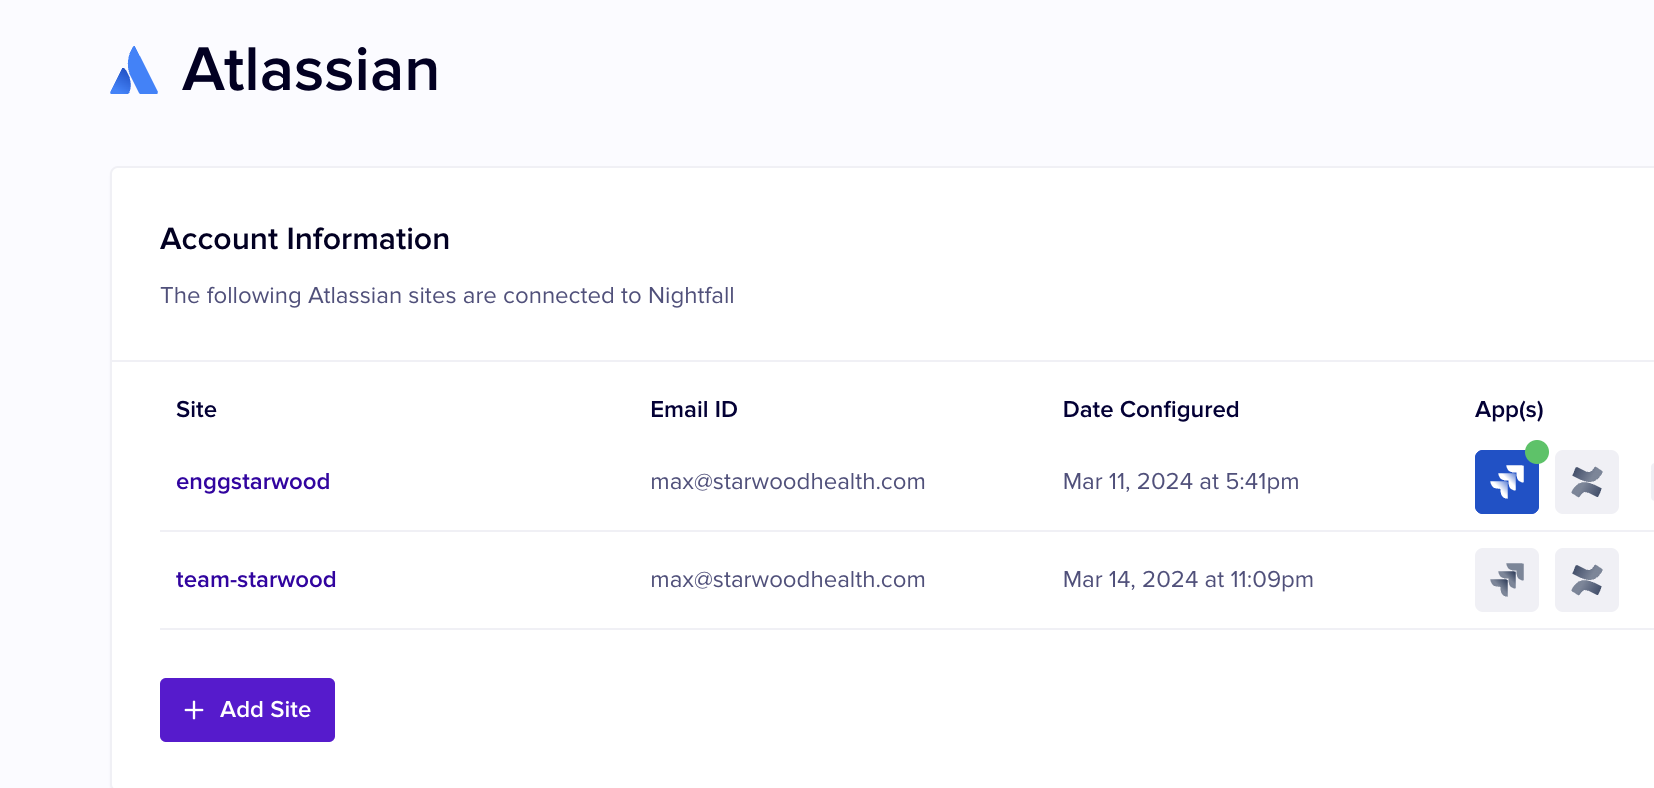 Atlassian
Account Information
The following Atlassian sites are connected to Nightfall
Site Email ID Date Configured App(s)
enggstarwood max@starwoodhealth.com Mar 11, 2024 at 5:41pm
team-starwood max@starwoodhealth.com Mar 14, 2024 at 11:09pm
+ Add Site